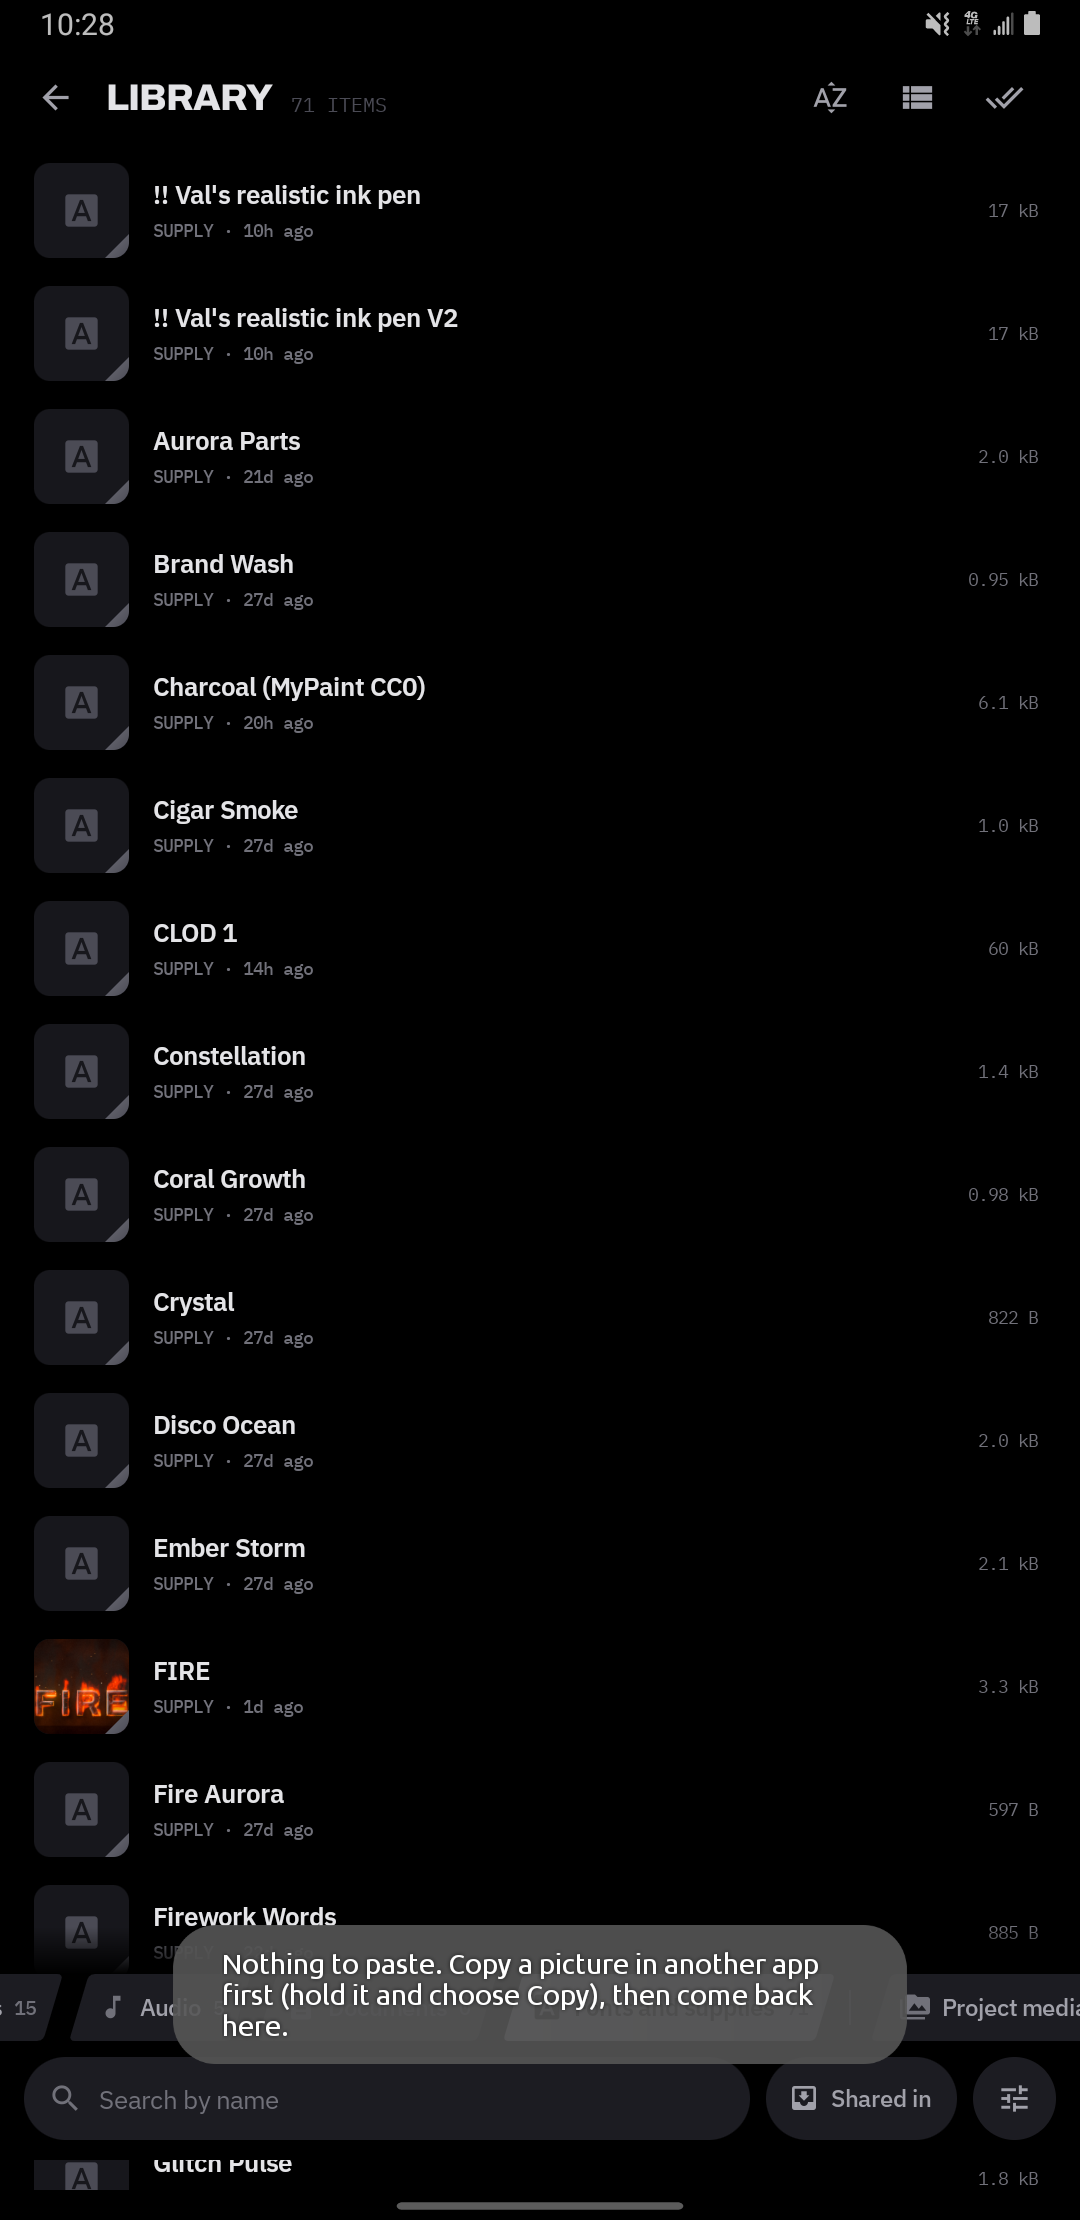 10:28
4G
LTE
LIBRARY 71 ITEMS
AZ
A
!! Val's realistic ink pen
SUPPLY · 10h ago
17 kB
A
!! Val's realistic ink pen V2
SUPPLY · 10h ago
17 kB
A
Aurora Parts
SUPPLY · 21d ago
2.0 kB
A
Brand Wash
SUPPLY · 27d ago
0.95 kB
A
Charcoal (MyPaint CC0)
SUPPLY · 20h ago
6.1 kB
A
Cigar Smoke
SUPPLY · 27d ago
1.0 kB
A
CLOD 1
SUPPLY · 14h ago
60 kB
A
Constellation
SUPPLY · 27d ago
1.4 kB
A
Coral Growth
SUPPLY · 27d ago
0.98 kB
A
Crystal
SUPPLY · 27d ago
822 B
A
Disco Ocean
SUPPLY · 27d ago
2.0 kB
A
Ember Storm
SUPPLY · 27d ago
2.1 kB
FIRE
FIRE
SUPPLY · 1d ago
3.3 kB
A
Fire Aurora
SUPPLY · 27d ago
597 B
A
Firework Words
885 B
Nothing to paste. Copy a picture in another app
first (hold it and choose Copy), then come back
here.
s 15
Audio
Project media
Search by name
Shared in
A
Glitch Pulse
1.8 kB